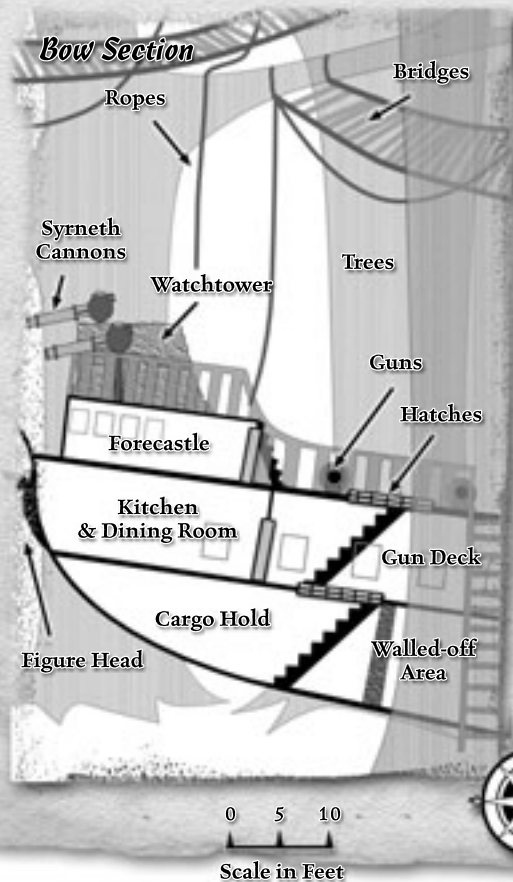 Bow Section
Bridges
Ropes
Syrneth
Cannons
Trees
Watchtower
Guns
Hatches
Forecastle
Kitchen
& Dining Room
Gun Deck
Cargo Hold
Walled-off
Area
Figure Head
0 5 10
Scale in Feet